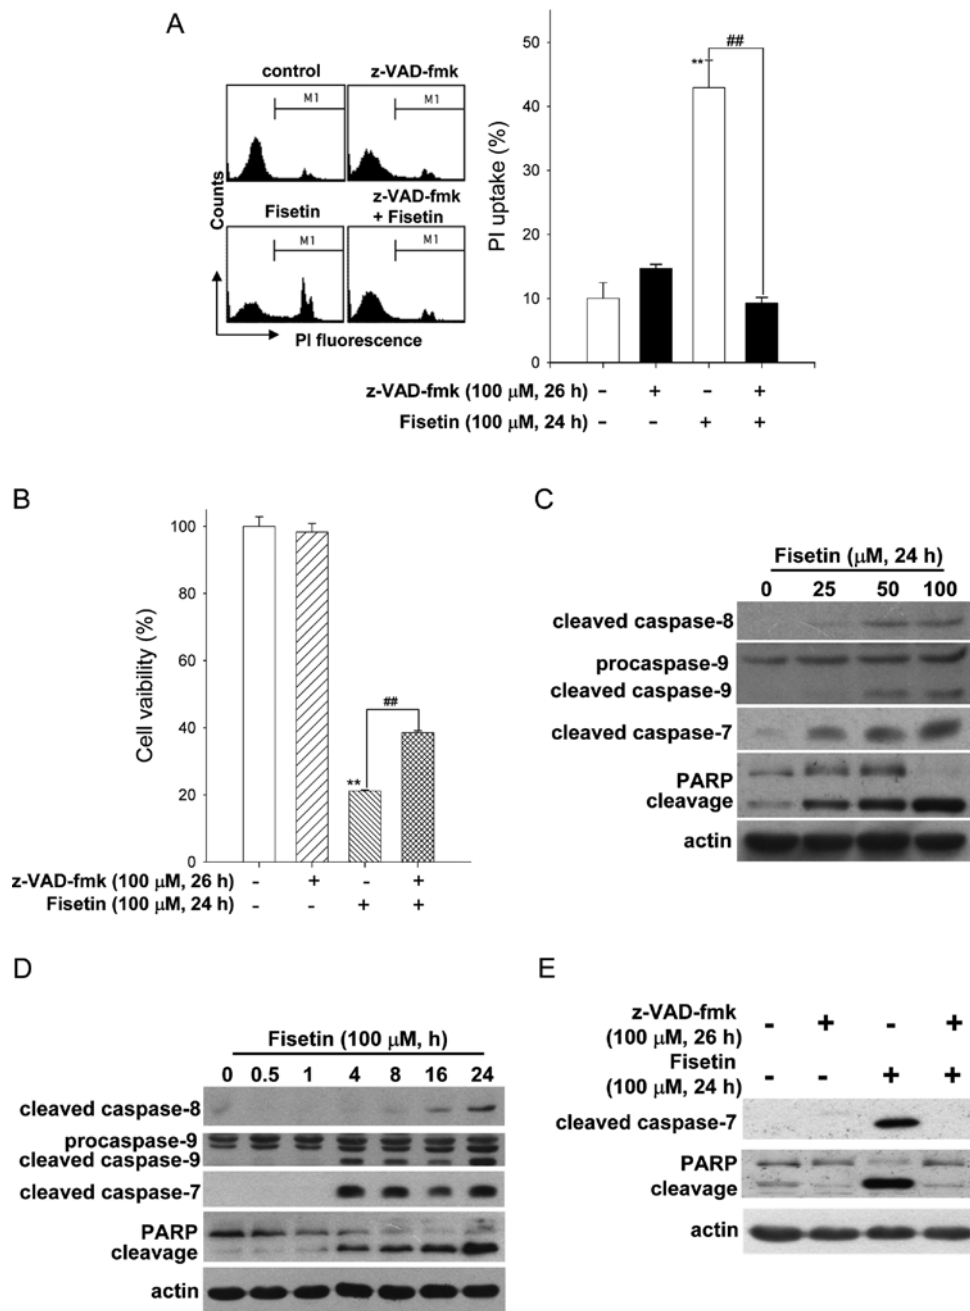 A
control
z-VAD-fmk
M1
M1
Fisetin
z-VAD-fmk
+ Fisetin
M1
M1
Counts
PI fluorescence
PI uptake (%)
50
40
30
20
10
0
**
##
z-VAD-fmk (100 μM, 26 h) - + - +
Fisetin (100 μM, 24 h) - - + +
B
Cell vaibility (%)
100
80
60
40
20
0
**
##
z-VAD-fmk (100 μM, 26 h) - + - +
Fisetin (100 μM, 24 h) - - + +
C
Fisetin (μM, 24 h)
0 25 50 100
cleaved caspase-8
procaspase-9
cleaved caspase-9
cleaved caspase-7
PARP
cleavage
actin
D
Fisetin (100 μM, h)
0 0.5 1 4 8 16 24
cleaved caspase-8
procaspase-9
cleaved caspase-9
cleaved caspase-7
PARP
cleavage
actin
E
z-VAD-fmk
(100 μM, 26 h) - + - +
Fisetin
(100 μM, 24 h) - - + +
cleaved caspase-7
PARP
cleavage
actin